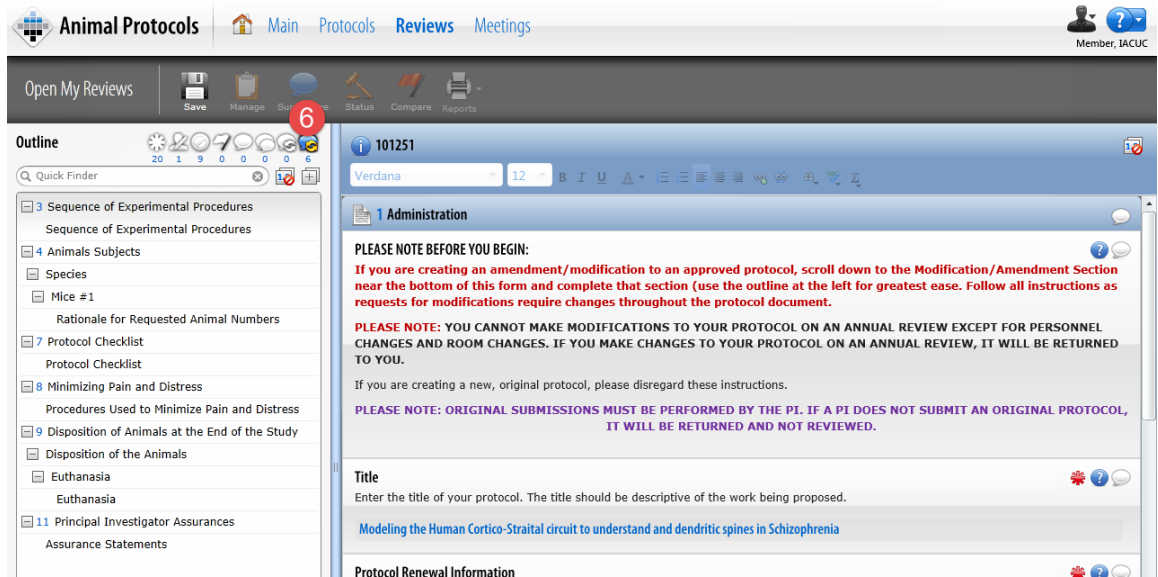 Animal Protocols
Main Protocols Reviews Meetings
Member, IACUC
Open My Reviews
Save Manage Status Compare Reports
6
Outline
20 1 9 0 0 0 0 6
Quick Finder
3 Sequence of Experimental Procedures
Sequence of Experimental Procedures
4 Animals Subjects
Species
Mice #1
Rationale for Requested Animal Numbers
7 Protocol Checklist
Protocol Checklist
8 Minimizing Pain and Distress
Procedures Used to Minimize Pain and Distress
9 Disposition of Animals at the End of the Study
Disposition of the Animals
Euthanasia
Euthanasia
11 Principal Investigator Assurances
Assurance Statements
101251
Verdana 12 B I U A
1 Administration
PLEASE NOTE BEFORE YOU BEGIN:
If you are creating an amendment/modification to an approved protocol, scroll down to the Modification/Amendment Section
near the bottom of this form and complete that section (use the outline at the left for greatest ease. Follow all instructions as
requests for modifications require changes throughout the protocol document.
PLEASE NOTE: YOU CANNOT MAKE MODIFICATIONS TO YOUR PROTOCOL ON AN ANNUAL REVIEW EXCEPT FOR PERSONNEL
CHANGES AND ROOM CHANGES. IF YOU MAKE CHANGES TO YOUR PROTOCOL ON AN ANNUAL REVIEW, IT WILL BE RETURNED
TO YOU.
If you are creating a new, original protocol, please disregard these instructions.
PLEASE NOTE: ORIGINAL SUBMISSIONS MUST BE PERFORMED BY THE PI. IF A PI DOES NOT SUBMIT AN ORIGINAL PROTOCOL,
IT WILL BE RETURNED AND NOT REVIEWED.
Title
Enter the title of your protocol. The title should be descriptive of the work being proposed.
Modeling the Human Cortico-Straital circuit to understand and dendritic spines in Schizophrenia
Protocol Renewal Information